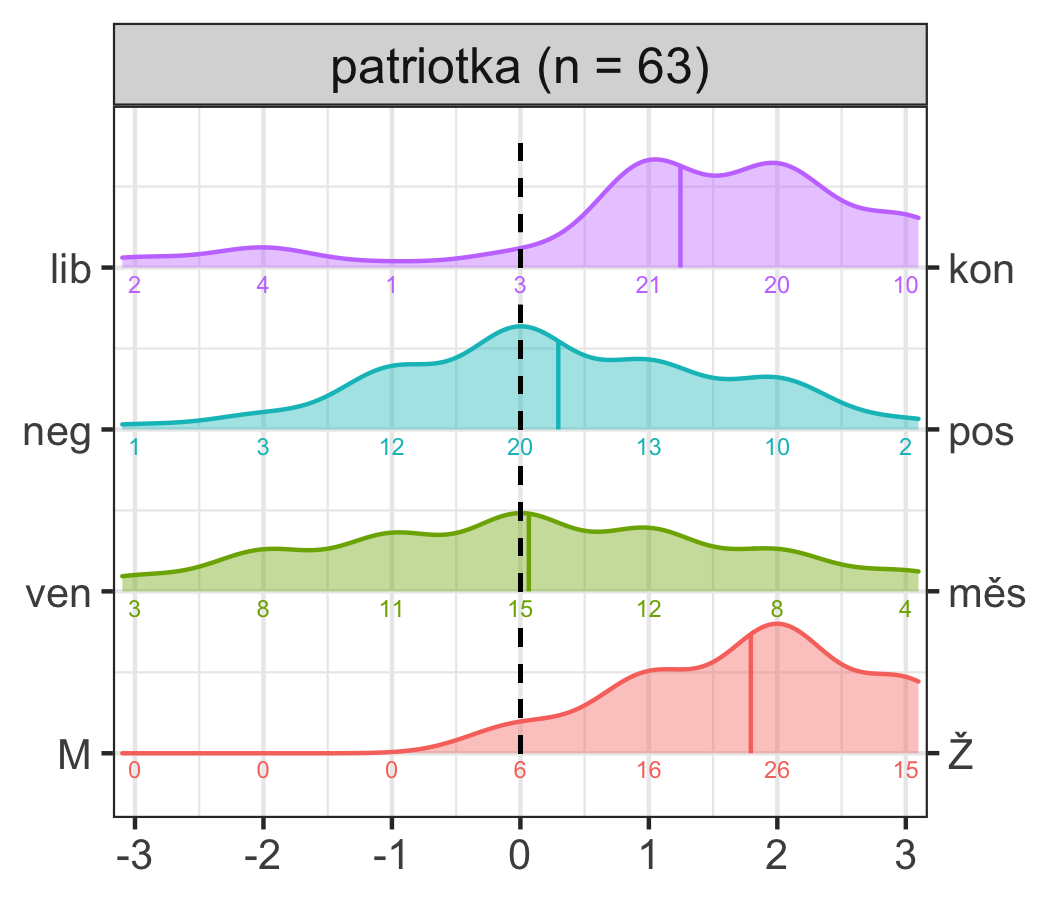 patriotka (n = 63)
lib kon
2 4 1 3 21 20 10
neg pos
1 3 12 20 13 10 2
ven měs
3 8 11 15 12 8 4
M Ž
0 0 0 6 16 26 15
-3 -2 -1 0 1 2 3